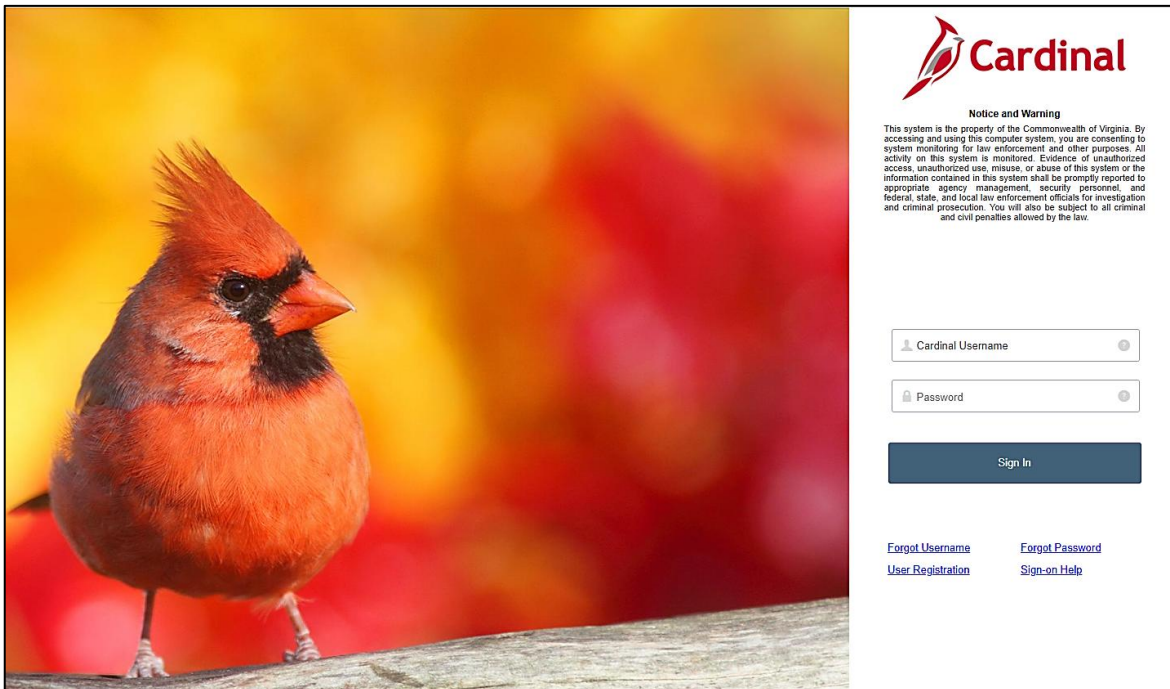 Cardinal
Notice and Warning
This system is the property of the Commonwealth of Virginia. By
accessing and using this computer system, you are consenting to
system monitoring for law enforcement and other purposes. All
activity on this system is monitored. Evidence of unauthorized
access, unauthorized use, misuse, or abuse of this system or the
information contained in this system shall be promptly reported to
appropriate agency management, security personnel, and
federal, state, and local law enforcement officials for investigation
and criminal prosecution. You will also be subject to all criminal
and civil penalties allowed by the law.
Cardinal Username ?
Password ?
Sign In
Forgot Username Forgot Password
User Registration Sign-on Help